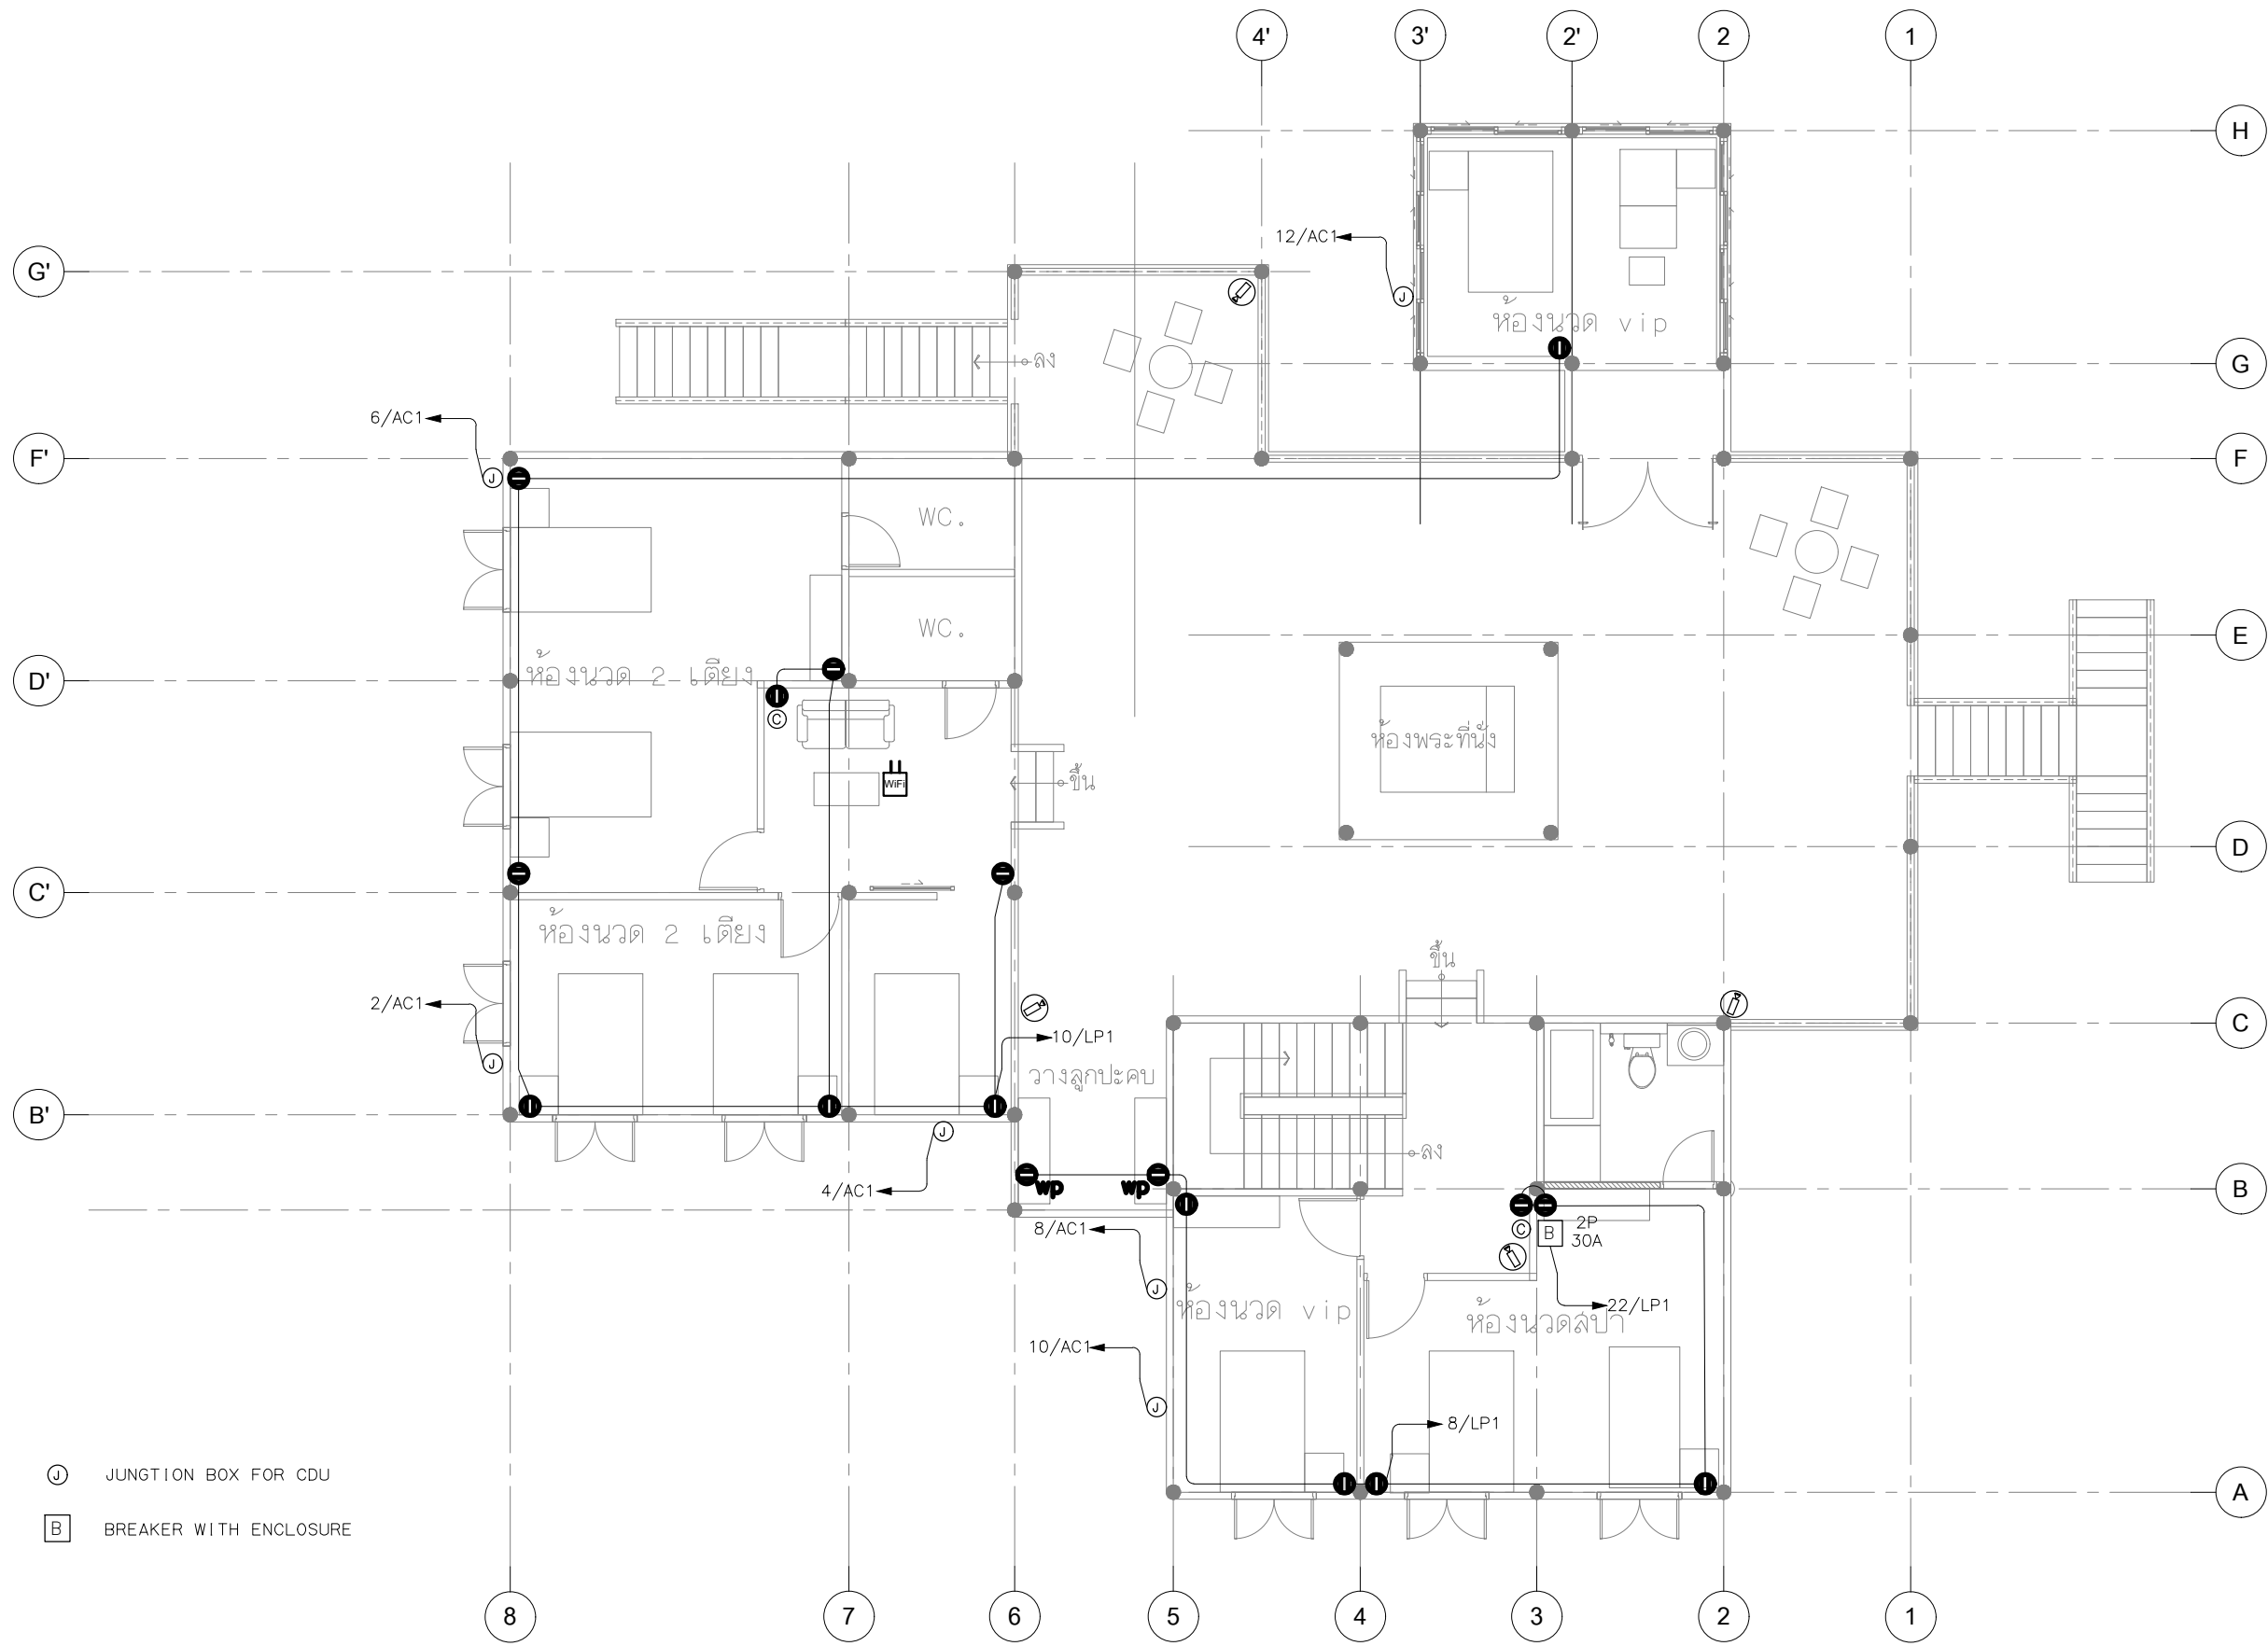 4' 3' 2' 2 1
H
12/AC1
G'
J
ห้องนวด vip
ลง
G
6/AC1
F'
F
J
WC.
WC.
E
ห้องนวด 2 เตียง
D'
C
ห้องพระที่นั่ง
WiFi
ขึ้น
D
C'
ห้องนวด 2 เตียง
ขึ้น
2/AC1
J
10/LP1
C
วางลูกปะคบ
B'
J
ลง
4/AC1
wp wp
B
8/AC1
C
B
2P
30A
J
ห้องนวด vip
22/LP1
ห้องนวดสปา
10/AC1
J
8/LP1
J JUNGTION BOX FOR CDU
A
B BREAKER WITH ENCLOSURE
8 7 6 5 4 3 2 1